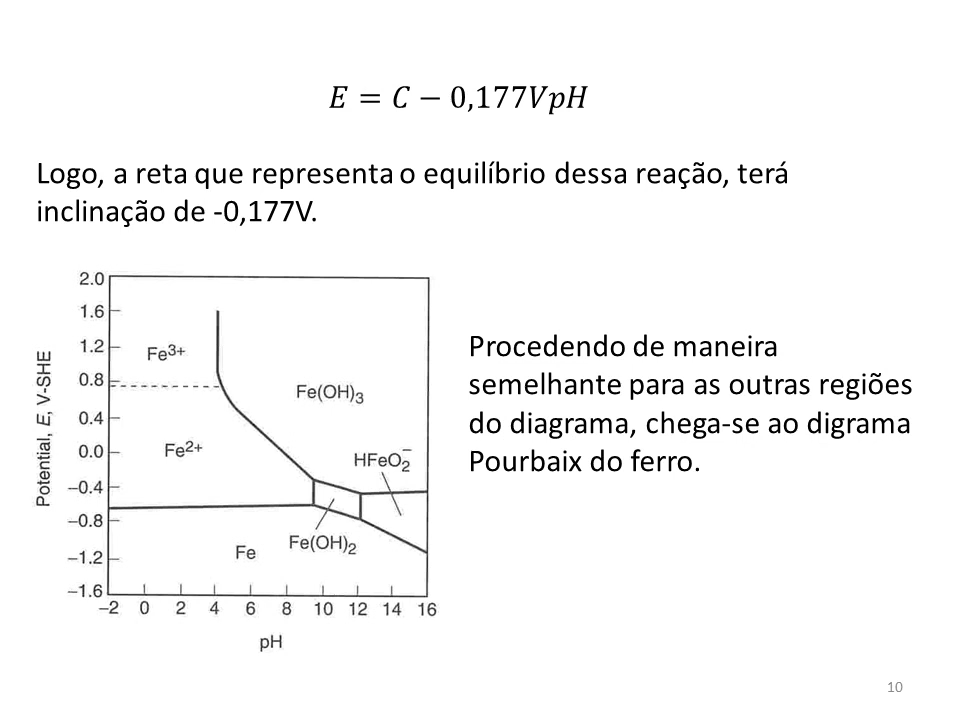 E = C − 0,177VpH
Logo, a reta que representa o equilíbrio dessa reação, terá
inclinação de -0,177V.
Procedendo de maneira
semelhante para as outras regiões
do diagrama, chega-se ao digrama
Pourbaix do ferro.
Potential, E, V-SHE
2.0
1.6
1.2
0.8
0.4
0.0
−0.4
−0.8
−1.2
−1.6
Fe3+
Fe(OH)3
Fe2+
HFeO2−
Fe(OH)2
Fe
−2 0 2 4 6 8 10 12 14 16
pH
10